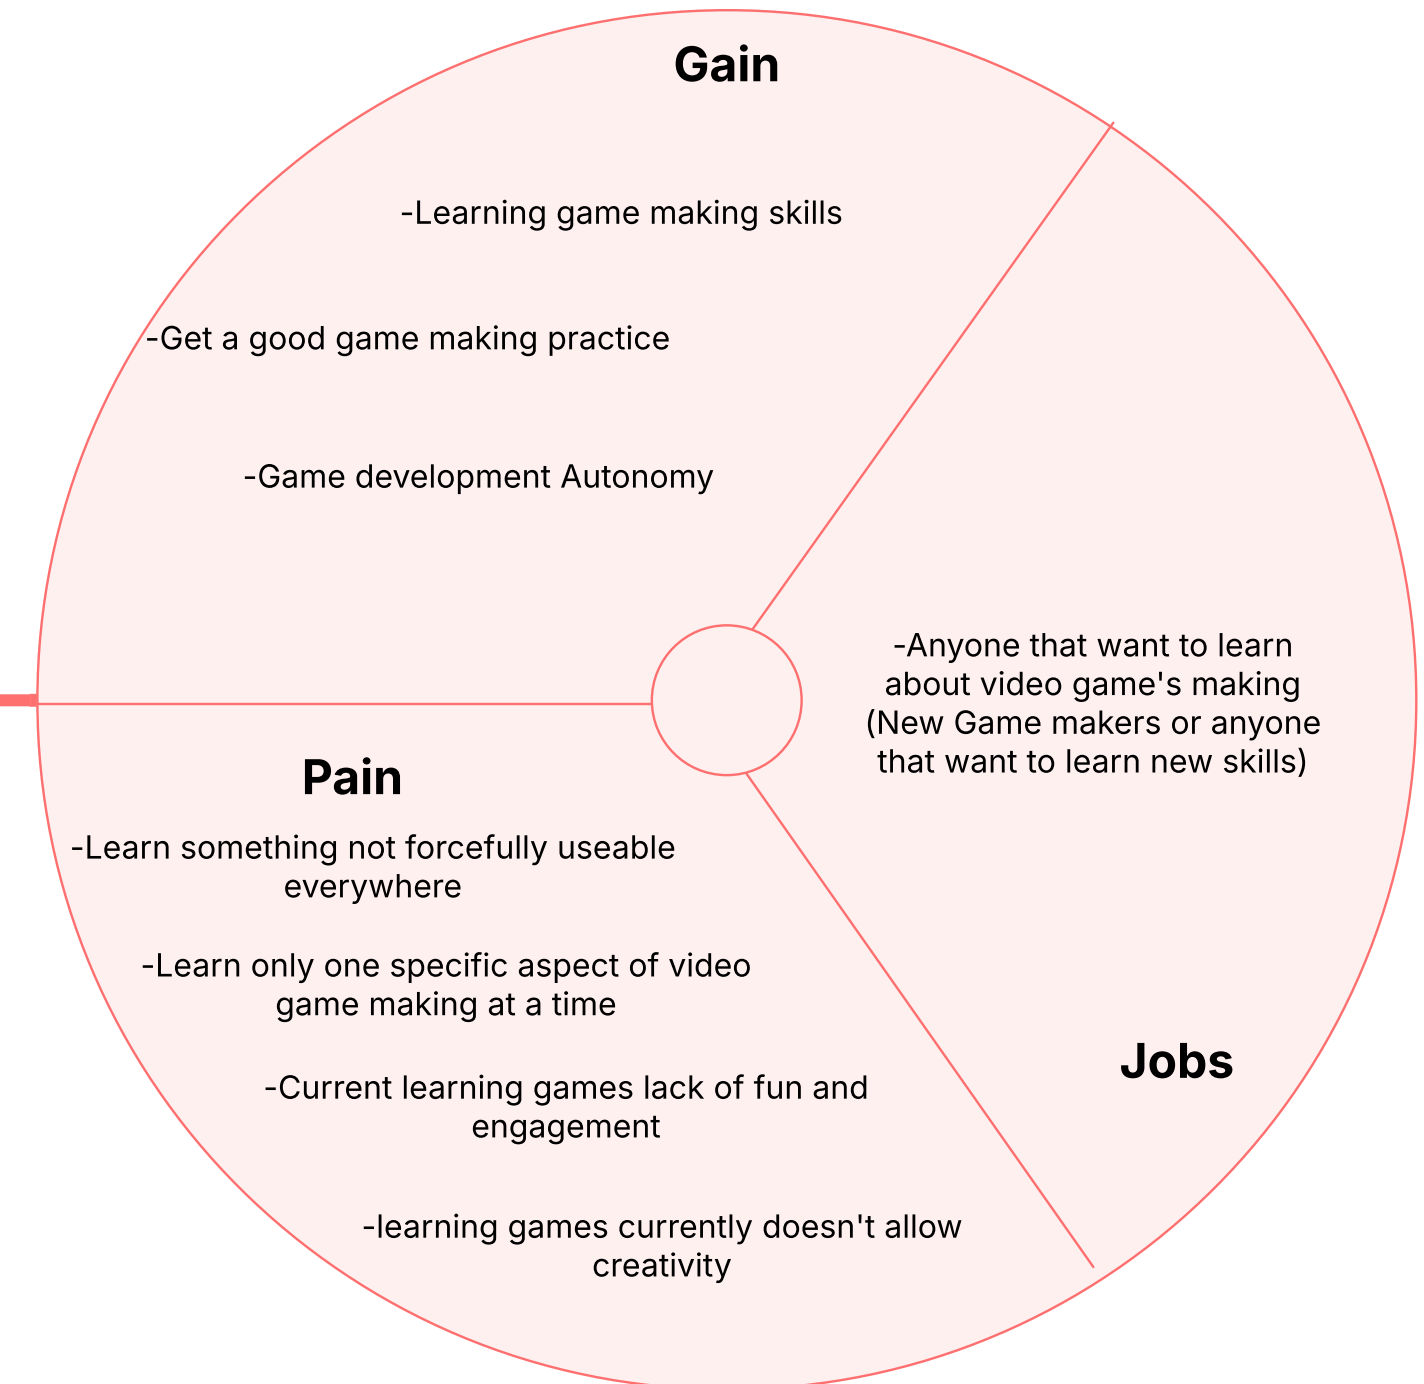 Gain
-Learning game making skills
-Get a good game making practice
-Game development Autonomy
-Anyone that want to learn
about video game's making
(New Game makers or anyone
that want to learn new skills)
Jobs
Pain
-Learn something not forcefully useable
everywhere
-Learn only one specific aspect of video
game making at a time
-Current learning games lack of fun and
engagement
-learning games currently doesn't allow
creativity